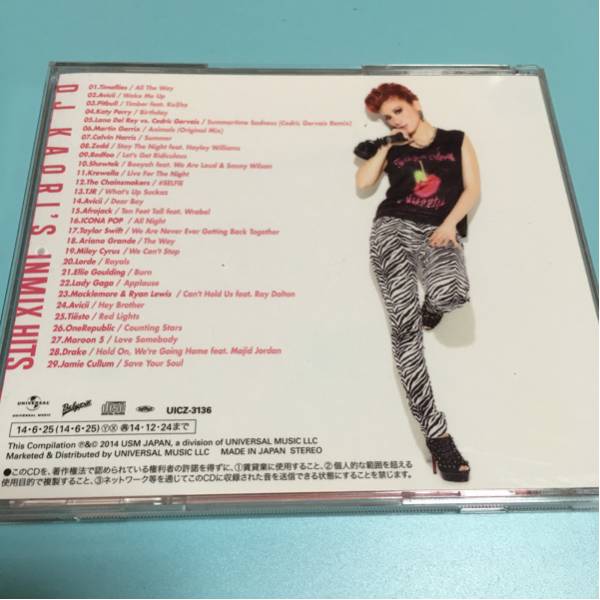 DJ KAORI'S INMIX HITS
01.Timeflies / All The Way
02.Avicii / Wake Me Up
03.Pitbull / Timber feat. Ke$ha
04.Katy Perry / Birthday
05.Lana Del Rey vs. Cedric Gervais / Summertime Sadness (Cedric Gervais Remix)
06.Martin Garrix / Animals (Original Mix)
07.Calvin Harris / Summer
08.Zedd / Stay The Night feat. Hayley Williams
09.Redfoo / Let's Get Ridiculous
10.Showtek / Booyah feat. We Are Loud & Sonny Wilson
11.Krewella / Live For The Night
12.The Chainsmokers / #SELFIE
13.TJR / What's Up Suckas
14.Avicii / Dear Boy
15.Afrojack / Ten Feet Tall feat. Wrabel
16.ICONA POP / All Night
17.Taylor Swift / We Are Never Ever Getting Back Together
18.Ariana Grande / The Way
19.Miley Cyrus / We Can't Stop
20.Lorde / Royals
21.Ellie Goulding / Burn
22.Lady Gaga / Applause
23.Macklemore & Ryan Lewis / Can't Hold Us feat. Ray Dalton
24.Avicii / Hey Brother
25.Tiësto / Red Lights
26.OneRepublic / Counting Stars
27.Maroon 5 / Love Somebody
28.Drake / Hold On, We're Going Home feat. Majid Jordan
29.Jamie Cullum / Save Your Soul
UNIVERSAL
UNIVERSAL MUSIC
UICZ-3136
14・6・25(14・6・25)Ⓨ Ⓧ 再14・12・24まで
This Compilation ℗&© 2014 USM JAPAN, a division of UNIVERSAL MUSIC LLC
Marketed & Distributed by UNIVERSAL MUSIC LLC MADE IN JAPAN STEREO
●このCDを、著作権法で認められている権利者の許諾を得ずに、①賃貸業に使用すること、②個人的な範囲を超える
使用目的で複製すること、③ネットワーク等を通じてこのCDに収録された音を送信できる状態にすることを禁じます。